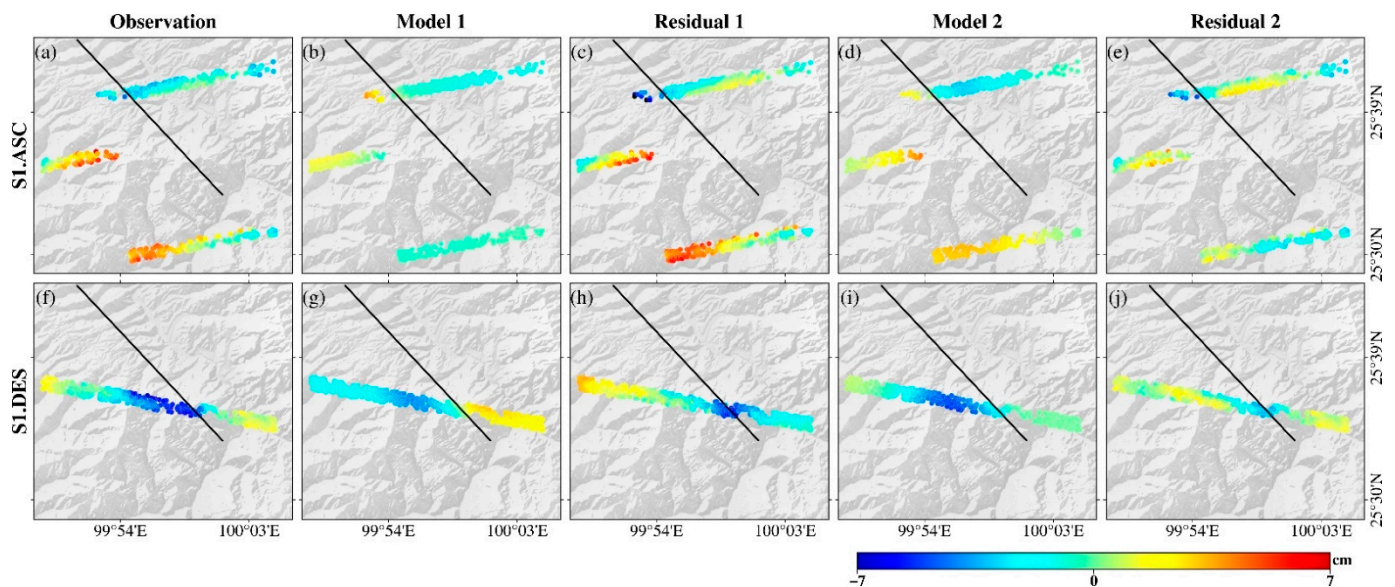 Observation Model 1 Residual 1 Model 2 Residual 2
S1.ASC (a) (b) (c) (d) (e)
25°39'N
25°30'N
S1.DES (f) (g) (h) (i) (j)
25°39'N
25°30'N
99°54'E 100°03'E 99°54'E 100°03'E 99°54'E 100°03'E 99°54'E 100°03'E 99°54'E 100°03'E
cm
-7 0 7